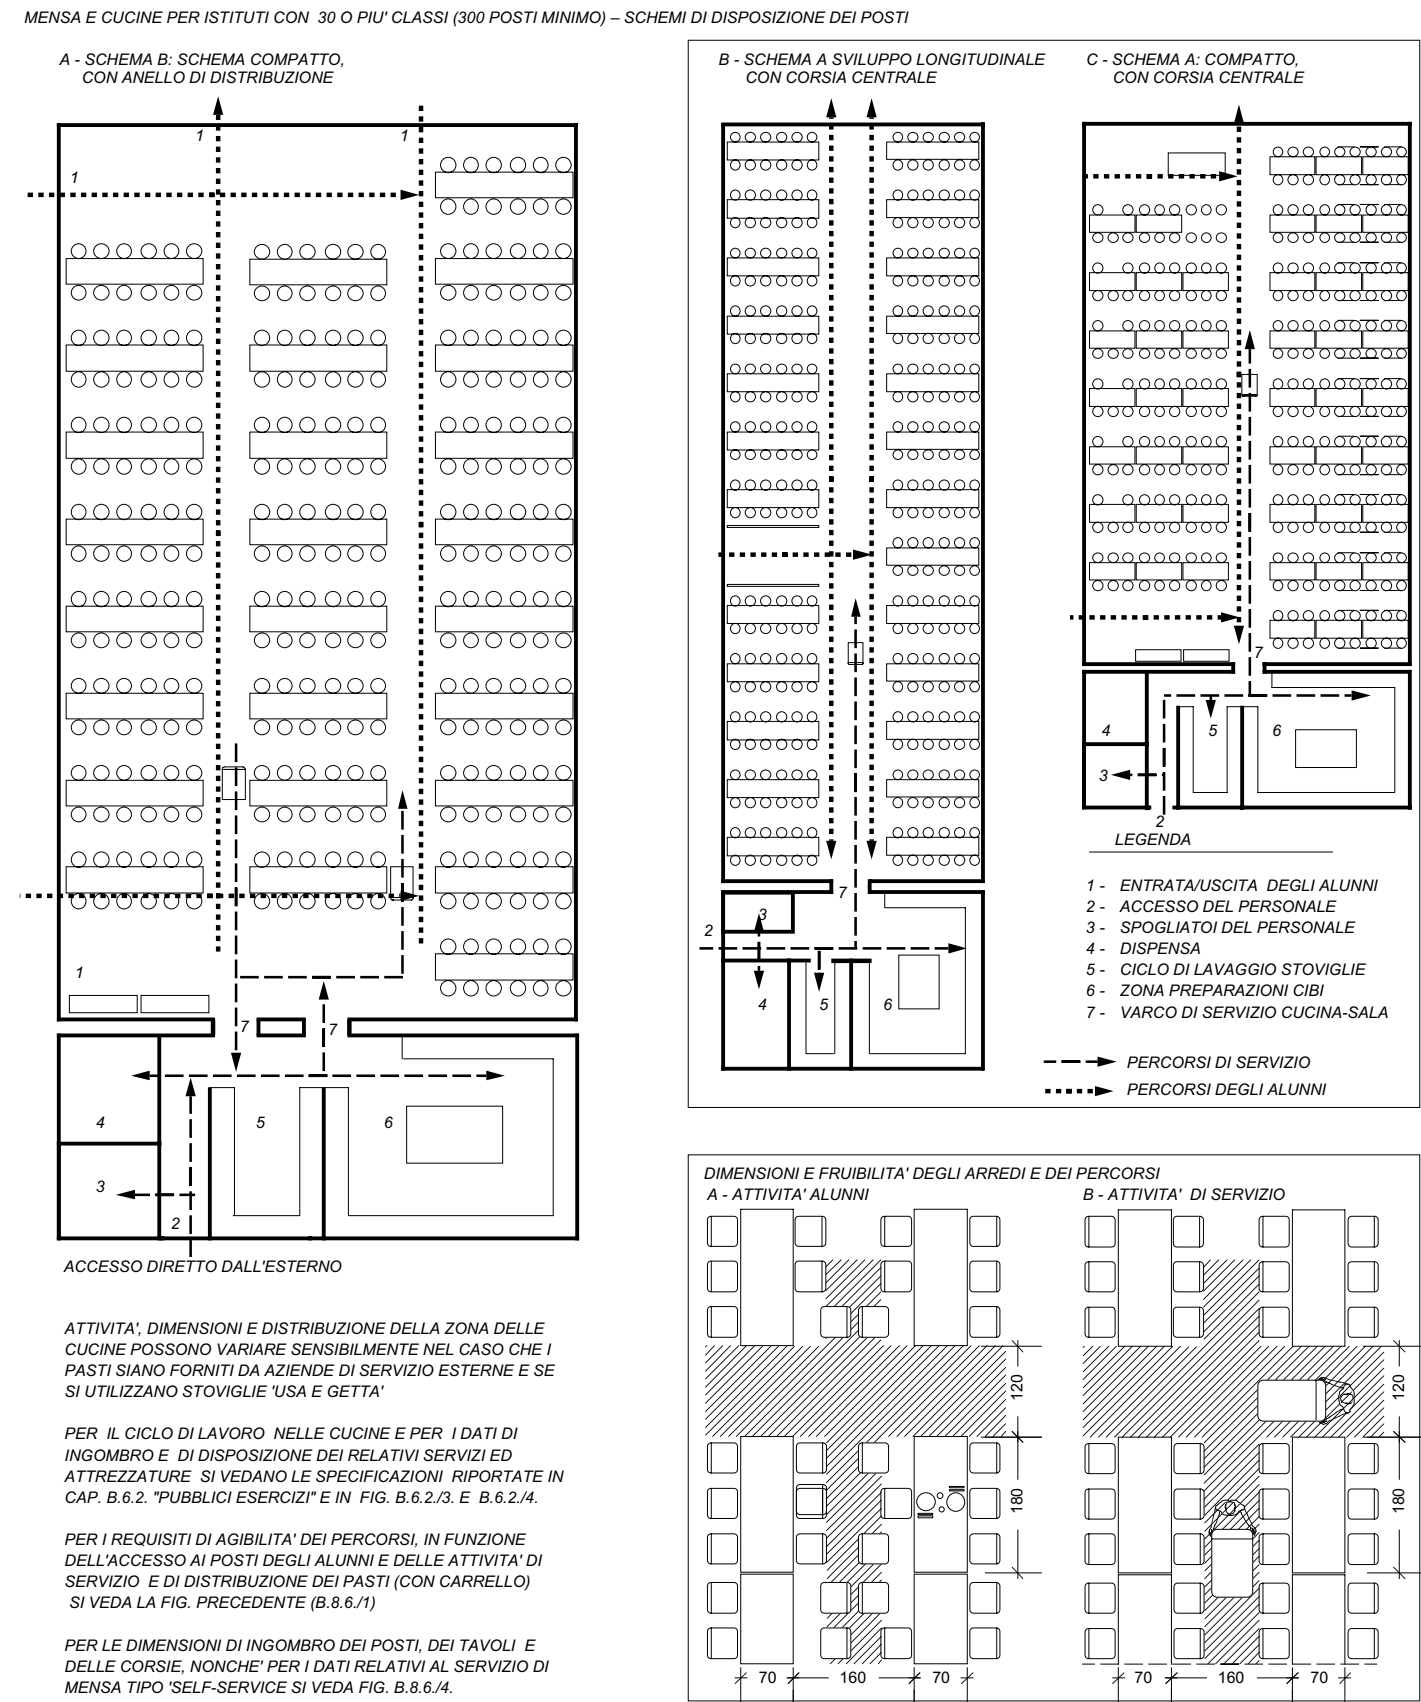 MENSA E CUCINE PER ISTITUTI CON 30 O PIU' CLASSI (300 POSTI MINIMO) – SCHEMI DI DISPOSIZIONE DEI POSTI
A - SCHEMA B: SCHEMA COMPATTO,
CON ANELLO DI DISTRIBUZIONE
1
1
1
1
7
7
4
5
6
3
2
ACCESSO DIRETTO DALL'ESTERNO
ATTIVITA', DIMENSIONI E DISTRIBUZIONE DELLA ZONA DELLE
CUCINE POSSONO VARIARE SENSIBILMENTE NEL CASO CHE I
PASTI SIANO FORNITI DA AZIENDE DI SERVIZIO ESTERNE E SE
SI UTILIZZANO STOVIGLIE 'USA E GETTA'
PER IL CICLO DI LAVORO NELLE CUCINE E PER I DATI DI
INGOMBRO E DI DISPOSIZIONE DEI RELATIVI SERVIZI ED
ATTREZZATURE SI VEDANO LE SPECIFICAZIONI RIPORTATE IN
CAP. B.6.2. "PUBBLICI ESERCIZI" E IN FIG. B.6.2./3. E B.6.2./4.
PER I REQUISITI DI AGIBILITA' DEI PERCORSI, IN FUNZIONE
DELL'ACCESSO AI POSTI DEGLI ALUNNI E DELLE ATTIVITA' DI
SERVIZIO E DI DISTRIBUZIONE DEI PASTI (CON CARRELLO)
SI VEDA LA FIG. PRECEDENTE (B.8.6./1)
PER LE DIMENSIONI DI INGOMBRO DEI POSTI, DEI TAVOLI E
DELLE CORSIE, NONCHE' PER I DATI RELATIVI AL SERVIZIO DI
MENSA TIPO 'SELF-SERVICE SI VEDA FIG. B.8.6./4.
B - SCHEMA A SVILUPPO LONGITUDINALE
CON CORSIA CENTRALE
7
3
2
4
5
6
C - SCHEMA A: COMPATTO,
CON CORSIA CENTRALE
7
4
5
6
3
2
LEGENDA
1 - ENTRATA/USCITA DEGLI ALUNNI
2 - ACCESSO DEL PERSONALE
3 - SPOGLIATOI DEL PERSONALE
4 - DISPENSA
5 - CICLO DI LAVAGGIO STOVIGLIE
6 - ZONA PREPARAZIONI CIBI
7 - VARCO DI SERVIZIO CUCINA-SALA
PERCORSI DI SERVIZIO
PERCORSI DEGLI ALUNNI
DIMENSIONI E FRUIBILITA' DEGLI ARREDI E DEI PERCORSI
A - ATTIVITA' ALUNNI
120
180
70
160
70
B - ATTIVITA' DI SERVIZIO
120
180
70
160
70